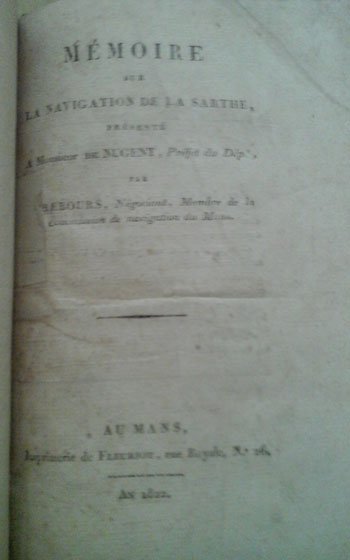 MÉMOIRE
SUR
LA NAVIGATION DE LA SARTHE,
PRÉSENTÉ
A Monsieur DE NUGENT, Préfet du Dép.t,
PAR
REBOURS, Négociant, Membre de la
Commission de navigation du Mans.
AU MANS,
Imprimerie de FLEURIOT, rue Royale, N.o 16.
AN 1822.